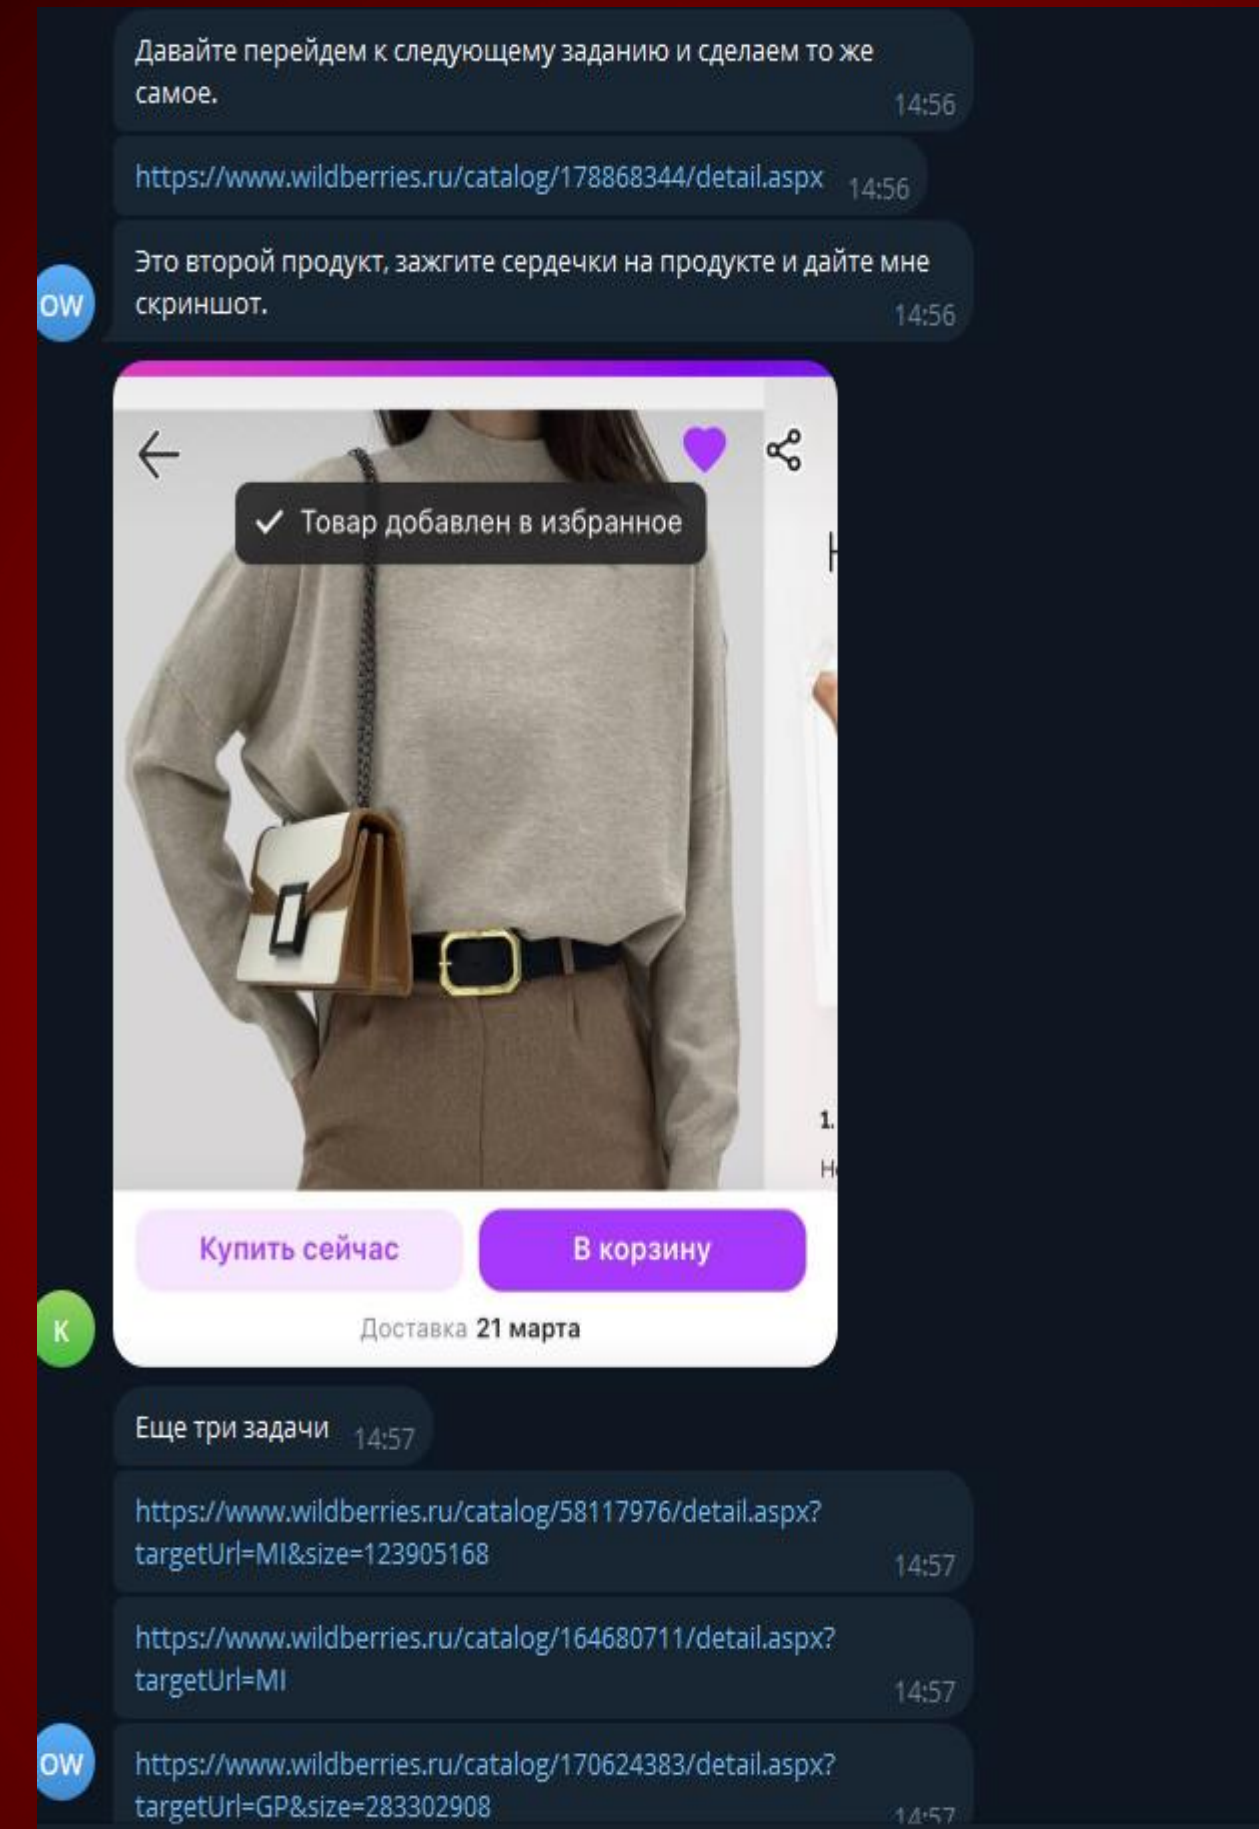 Давайте перейдем к следующему заданию и сделаем то же
самое.
14:56
https://www.wildberries.ru/catalog/178868344/detail.aspx 14:56
Это второй продукт, зажгите сердечки на продукте и дайте мне
скриншот.
14:56
OW
Товар добавлен в избранное
1.
Купить сейчас
В корзину
Доставка 21 марта
K
Еще три задачи 14:57
https://www.wildberries.ru/catalog/58117976/detail.aspx?
targetUrl=MI&size=123905168
14:57
https://www.wildberries.ru/catalog/164680711/detail.aspx?
targetUrl=MI
14:57
OW
https://www.wildberries.ru/catalog/170624383/detail.aspx?
targetUrl=GP&size=283302908
14:57